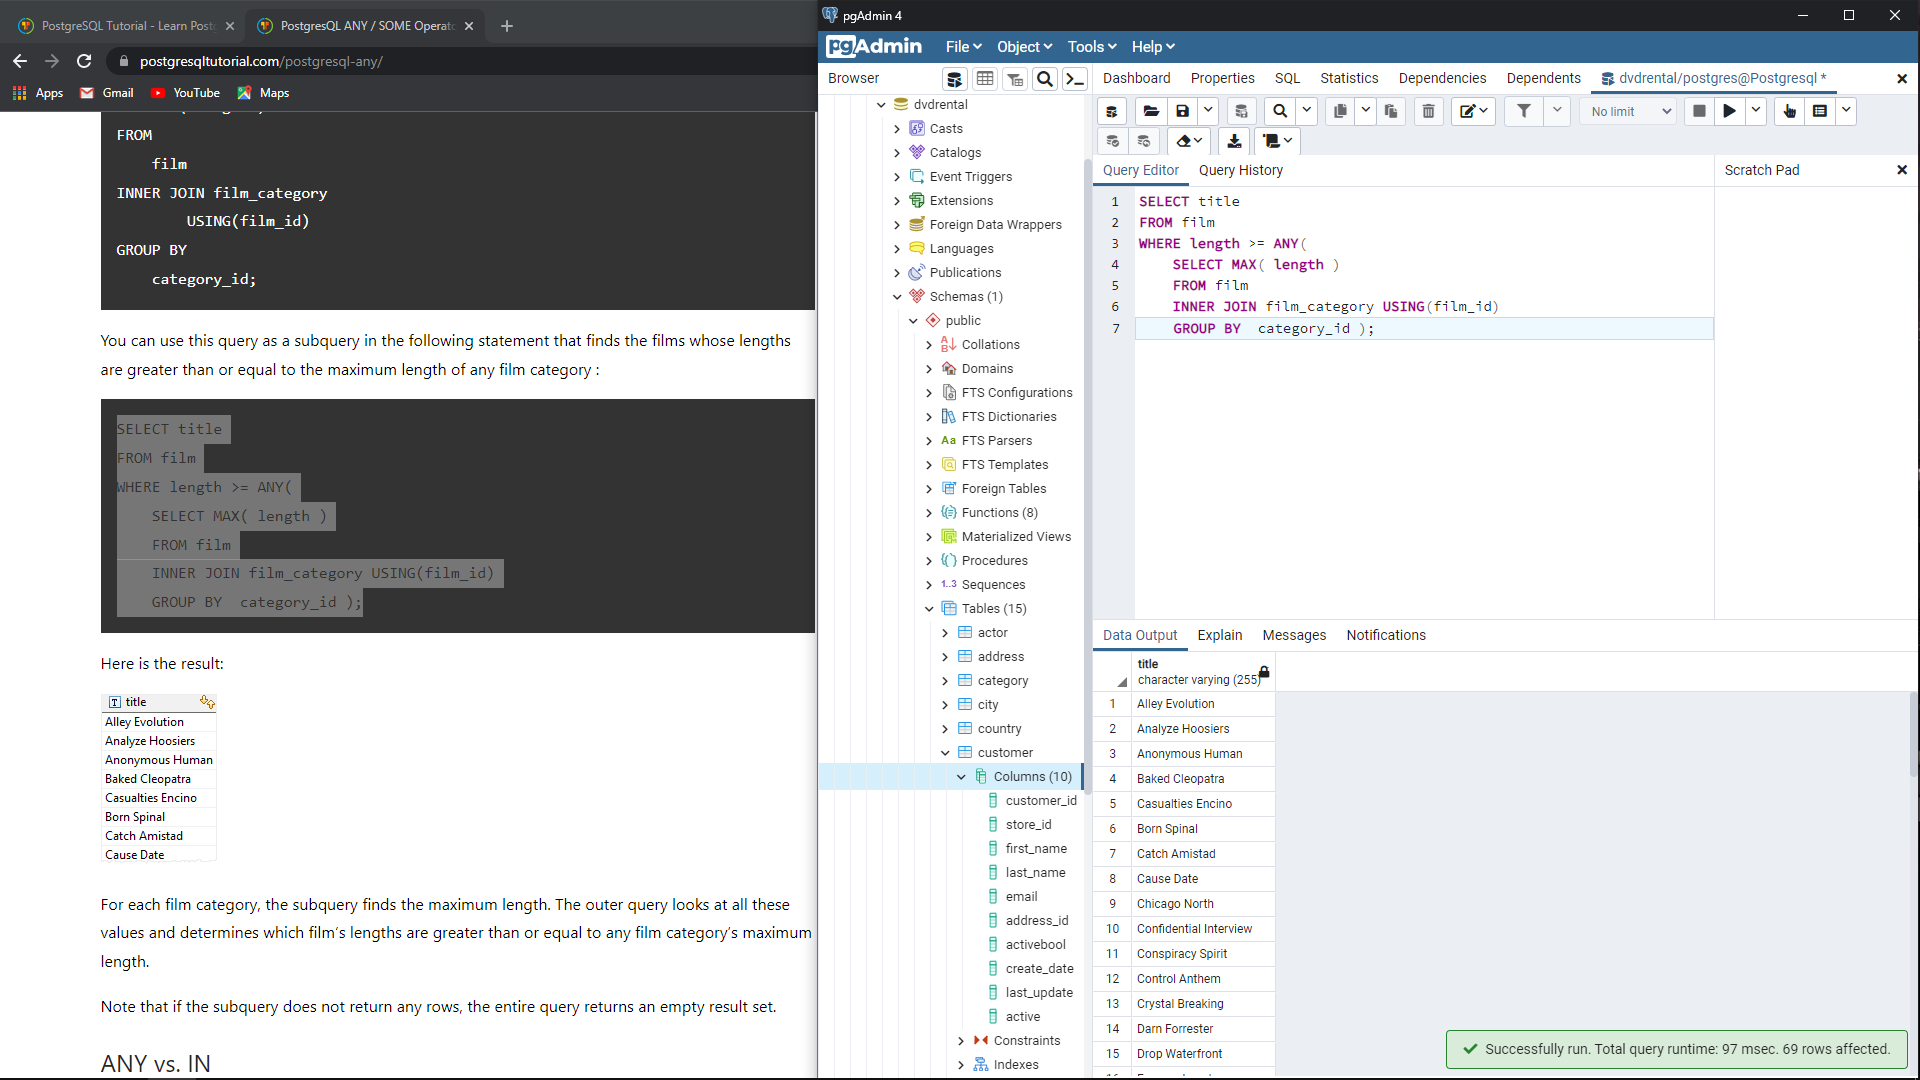 PostgreSQL Tutorial - Learn Post
PostgresQL ANY / SOME Operato
postgresqltutorial.com/postgresql-any/
Apps
Gmail
YouTube
Maps
FROM
film
INNER JOIN film_category
USING(film_id)
GROUP BY
category_id;
You can use this query as a subquery in the following statement that finds the films whose lengths
are greater than or equal to the maximum length of any film category :
SELECT title
FROM film
WHERE length >= ANY(
SELECT MAX( length )
FROM film
INNER JOIN film_category USING(film_id)
GROUP BY  category_id );
Here is the result:
title
Alley Evolution
Analyze Hoosiers
Anonymous Human
Baked Cleopatra
Casualties Encino
Born Spinal
Catch Amistad
Cause Date
For each film category, the subquery finds the maximum length. The outer query looks at all these
values and determines which film’s lengths are greater than or equal to any film category’s maximum
length.
Note that if the subquery does not return any rows, the entire query returns an empty result set.
ANY vs. IN
pgAdmin 4
pgAdmin
File
Object
Tools
Help
Browser
dvdrental
Casts
Catalogs
Event Triggers
Extensions
Foreign Data Wrappers
Languages
Publications
Schemas (1)
public
Collations
Domains
FTS Configurations
FTS Dictionaries
Aa FTS Parsers
FTS Templates
Foreign Tables
Functions (8)
Materialized Views
Procedures
1..3 Sequences
Tables (15)
actor
address
category
city
country
customer
Columns (10)
customer_id
store_id
first_name
last_name
email
address_id
activebool
create_date
last_update
active
Constraints
Indexes
Dashboard
Properties
SQL
Statistics
Dependencies
Dependents
dvdrental/postgres@Postgresql *
No limit
Query Editor
Query History
Scratch Pad
1 SELECT title
2 FROM film
3 WHERE length >= ANY(
4 SELECT MAX( length )
5 FROM film
6 INNER JOIN film_category USING(film_id)
7 GROUP BY  category_id );
Data Output
Explain
Messages
Notifications
title
character varying (255)
1 Alley Evolution
2 Analyze Hoosiers
3 Anonymous Human
4 Baked Cleopatra
5 Casualties Encino
6 Born Spinal
7 Catch Amistad
8 Cause Date
9 Chicago North
10 Confidential Interview
11 Conspiracy Spirit
12 Control Anthem
13 Crystal Breaking
14 Darn Forrester
15 Drop Waterfront
Successfully run. Total query runtime: 97 msec. 69 rows affected.